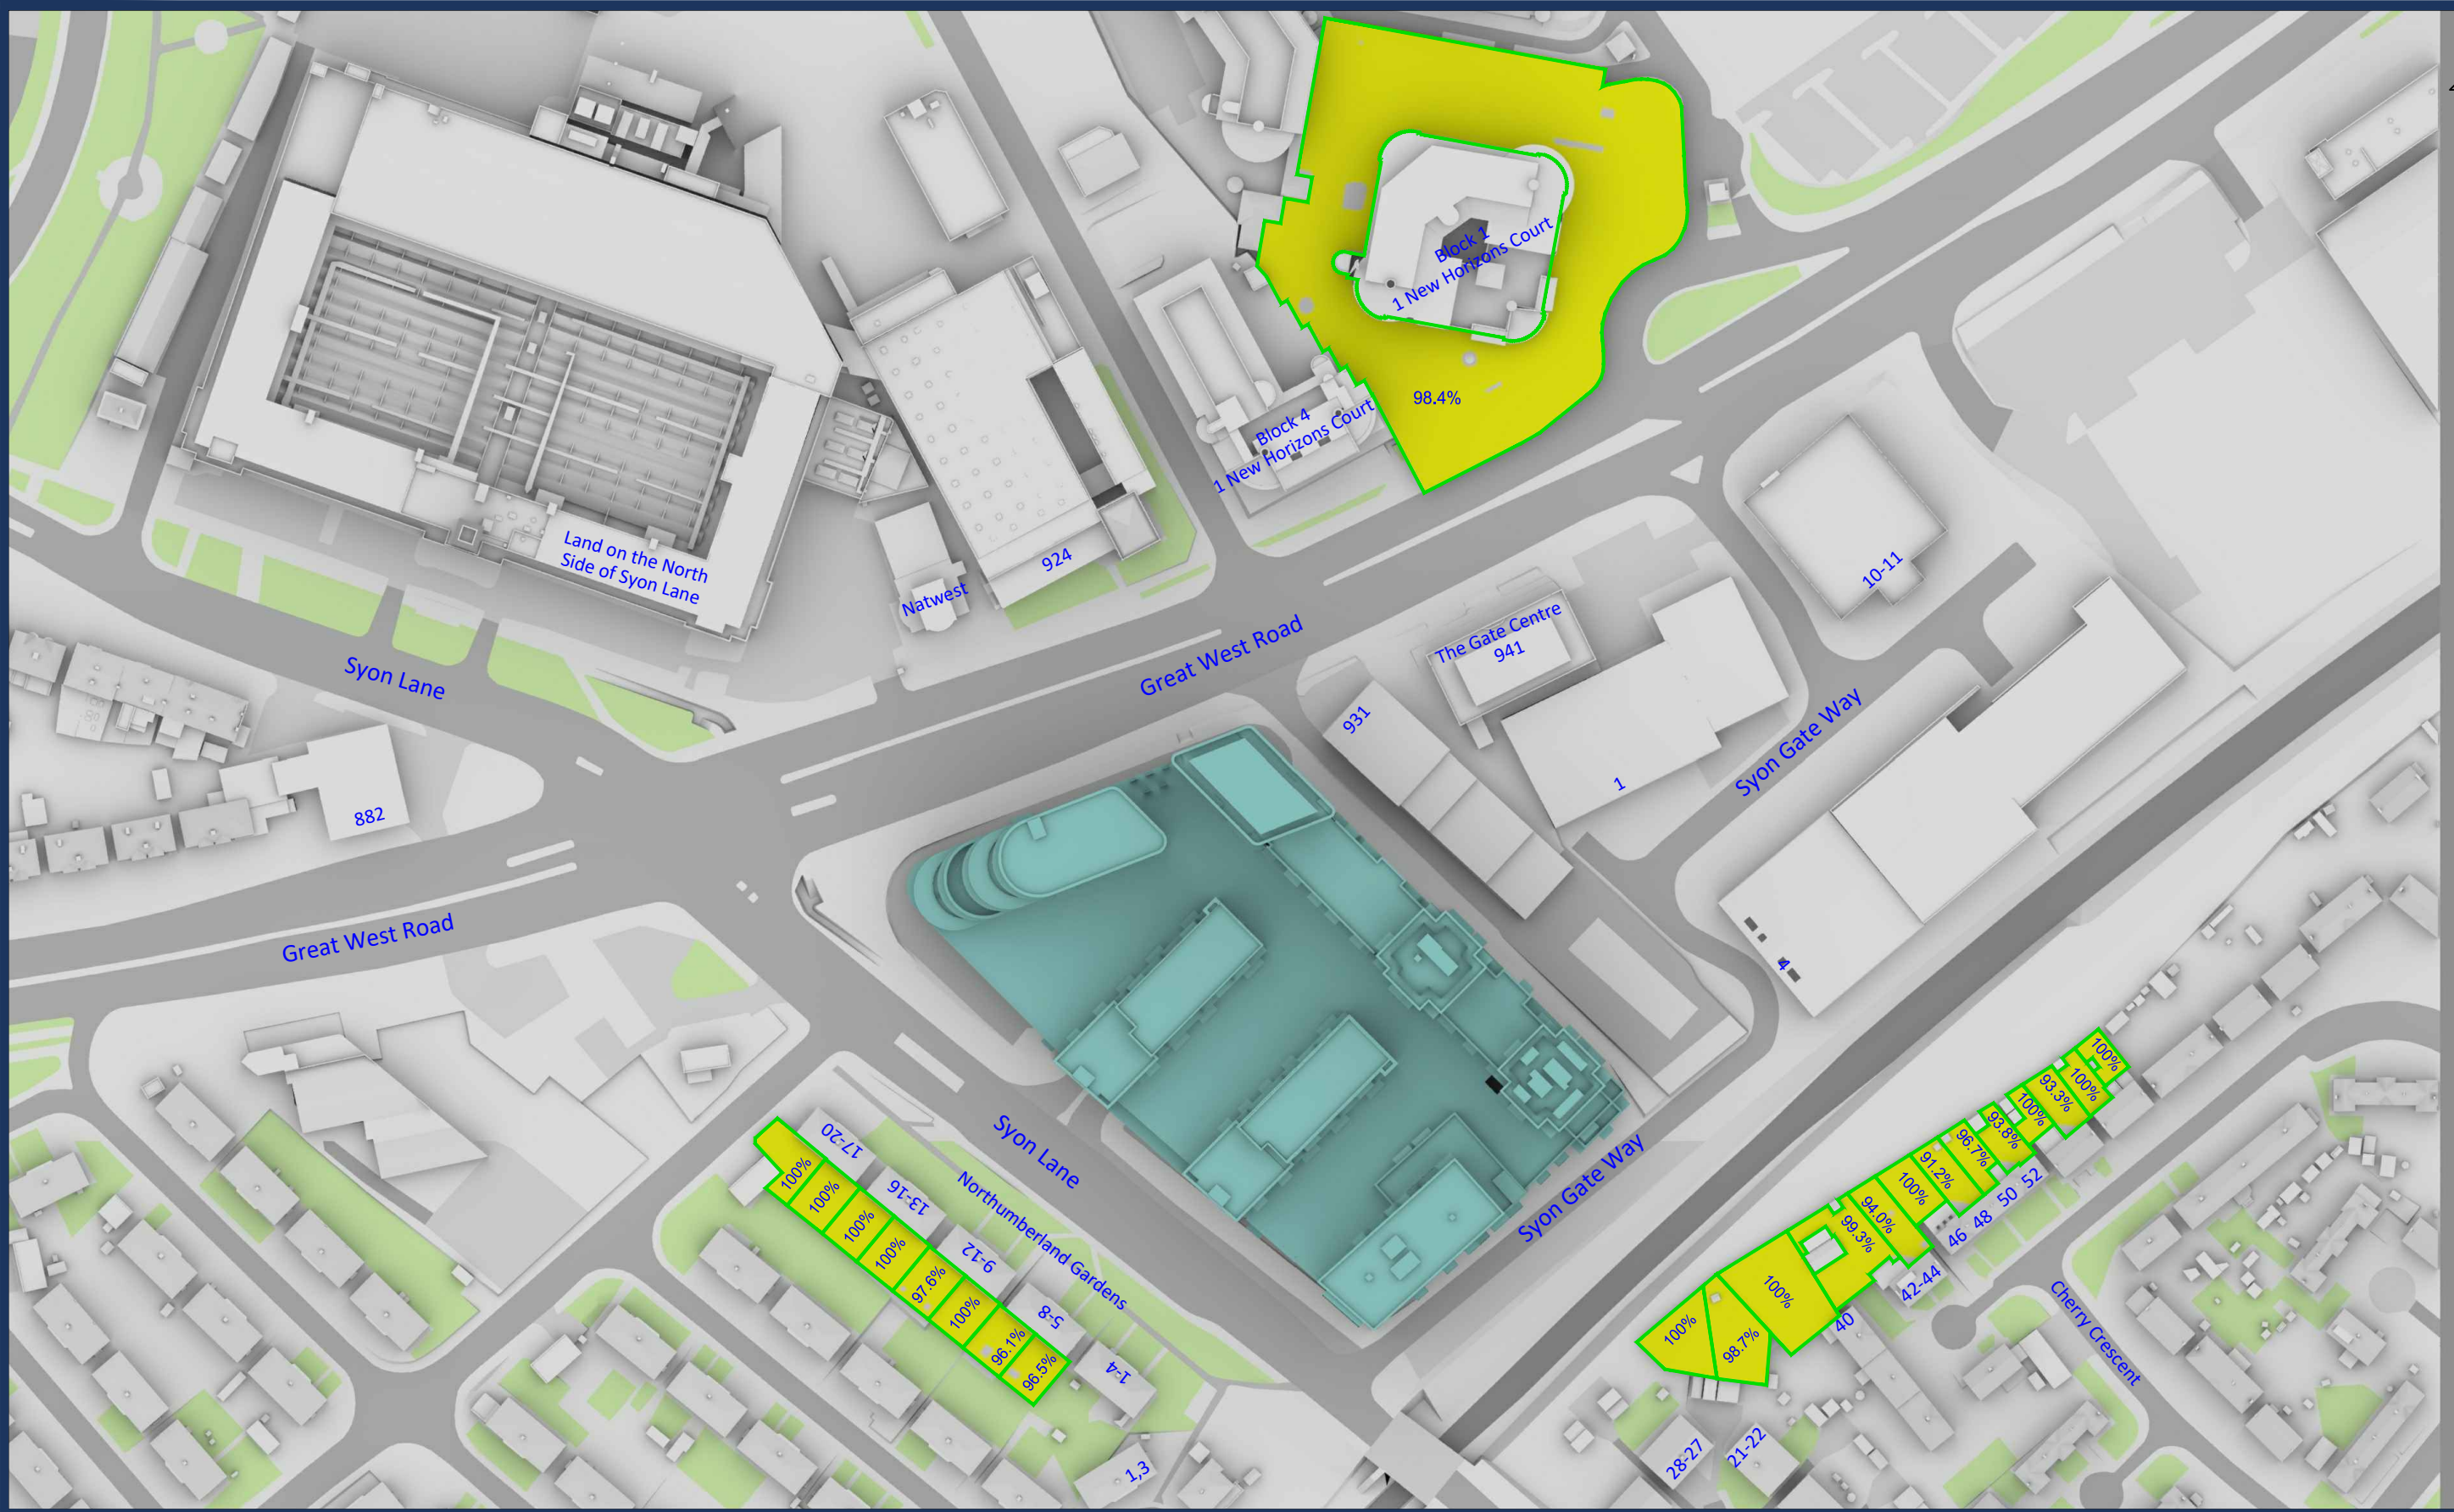 Block 1
1 New Horizons Court
98.4%
Block 4
1 New Horizons Court
Land on the North
Side of Syon Lane
924
Natwest
10-11
The Gate Centre
941
Great West Road
Syon Lane
931
Syon Gate Way
1
882
Great West Road
4
Syon Lane
Syon Gate Way
17-20
13-16
9-12
5-8
1-4
Northumberland Gardens
100%
100%
100%
100%
97.6%
100%
96.1%
96.5%
1,3
100%
100%
93.3%
100%
93.8%
96.7%
91.2%
100%
94.0%
99.3%
100%
98.7%
100%
52
50
48
46
42-44
40
Cherry Crescent
28-27
21-22